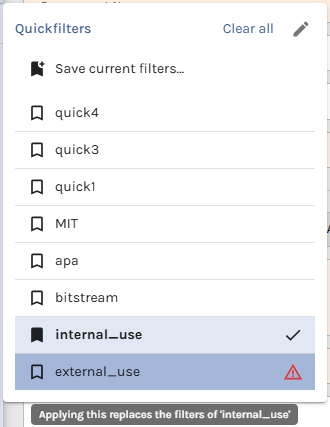 Quickfilters Clear all
Save current filters...
quick4
quick3
quick1
MIT
apa
bitstream
internal_use
external_use
Applying this replaces the filters of 'internal_use'